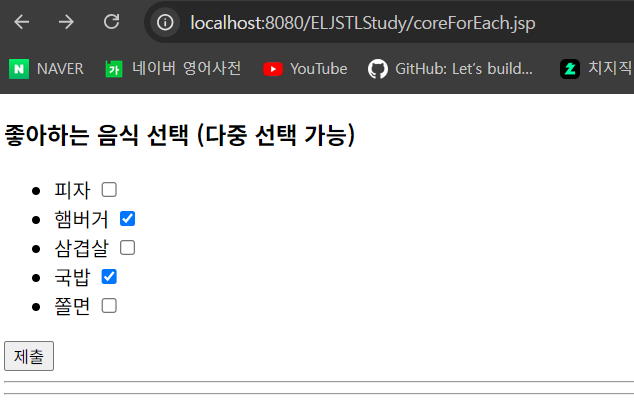 localhost:8080/ELJSTLStudy/coreForEach.jsp
N NAVER 가 네이버 영어사전 YouTube GitHub: Let's build... 치지직
좋아하는 음식 선택 (다중 선택 가능)
피자
햄버거
삼겹살
국밥
쫄면
제출